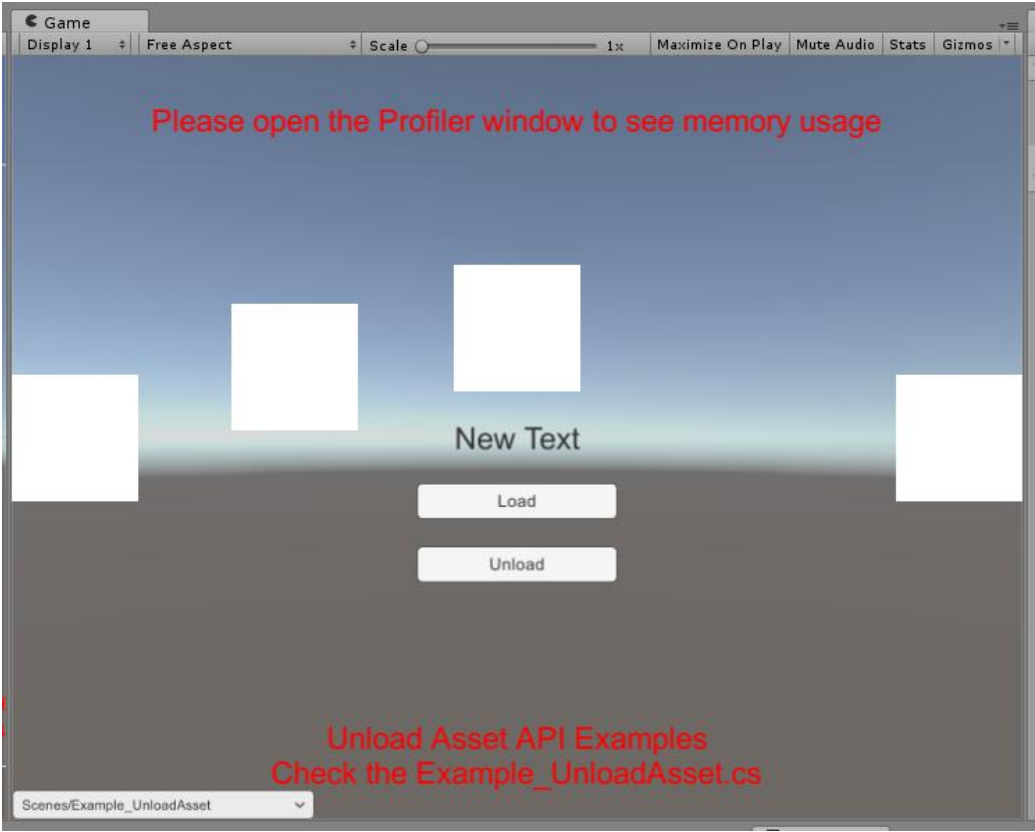 Game
Display 1 Free Aspect Scale 1x Maximize On Play Mute Audio Stats Gizmos
Please open the Profiler window to see memory usage
New Text
Load
Unload
Unload Asset API Examples
Check the Example_UnloadAsset.cs
Scenes/Example_UnloadAsset